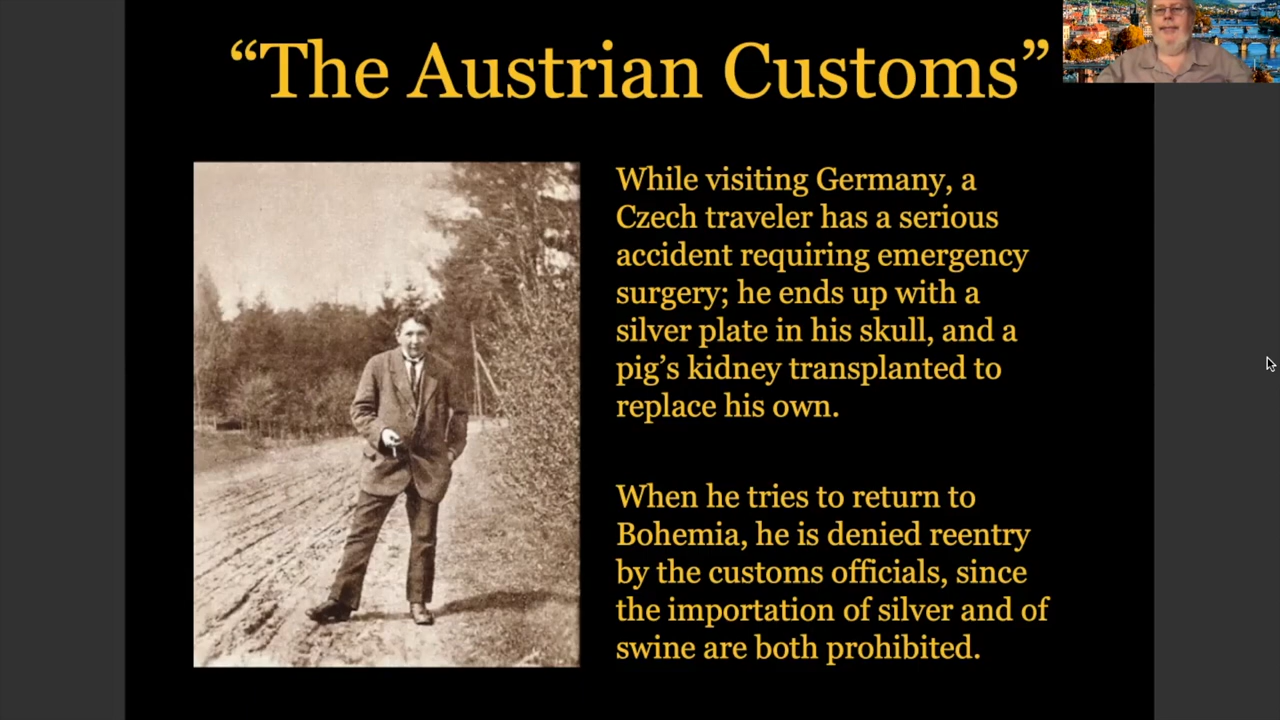 “The Austrian Customs”
While visiting Germany, a
Czech traveler has a serious
accident requiring emergency
surgery; he ends up with a
silver plate in his skull, and a
pig’s kidney transplanted to
replace his own.
When he tries to return to
Bohemia, he is denied reentry
by the customs officials, since
the importation of silver and of
swine are both prohibited.